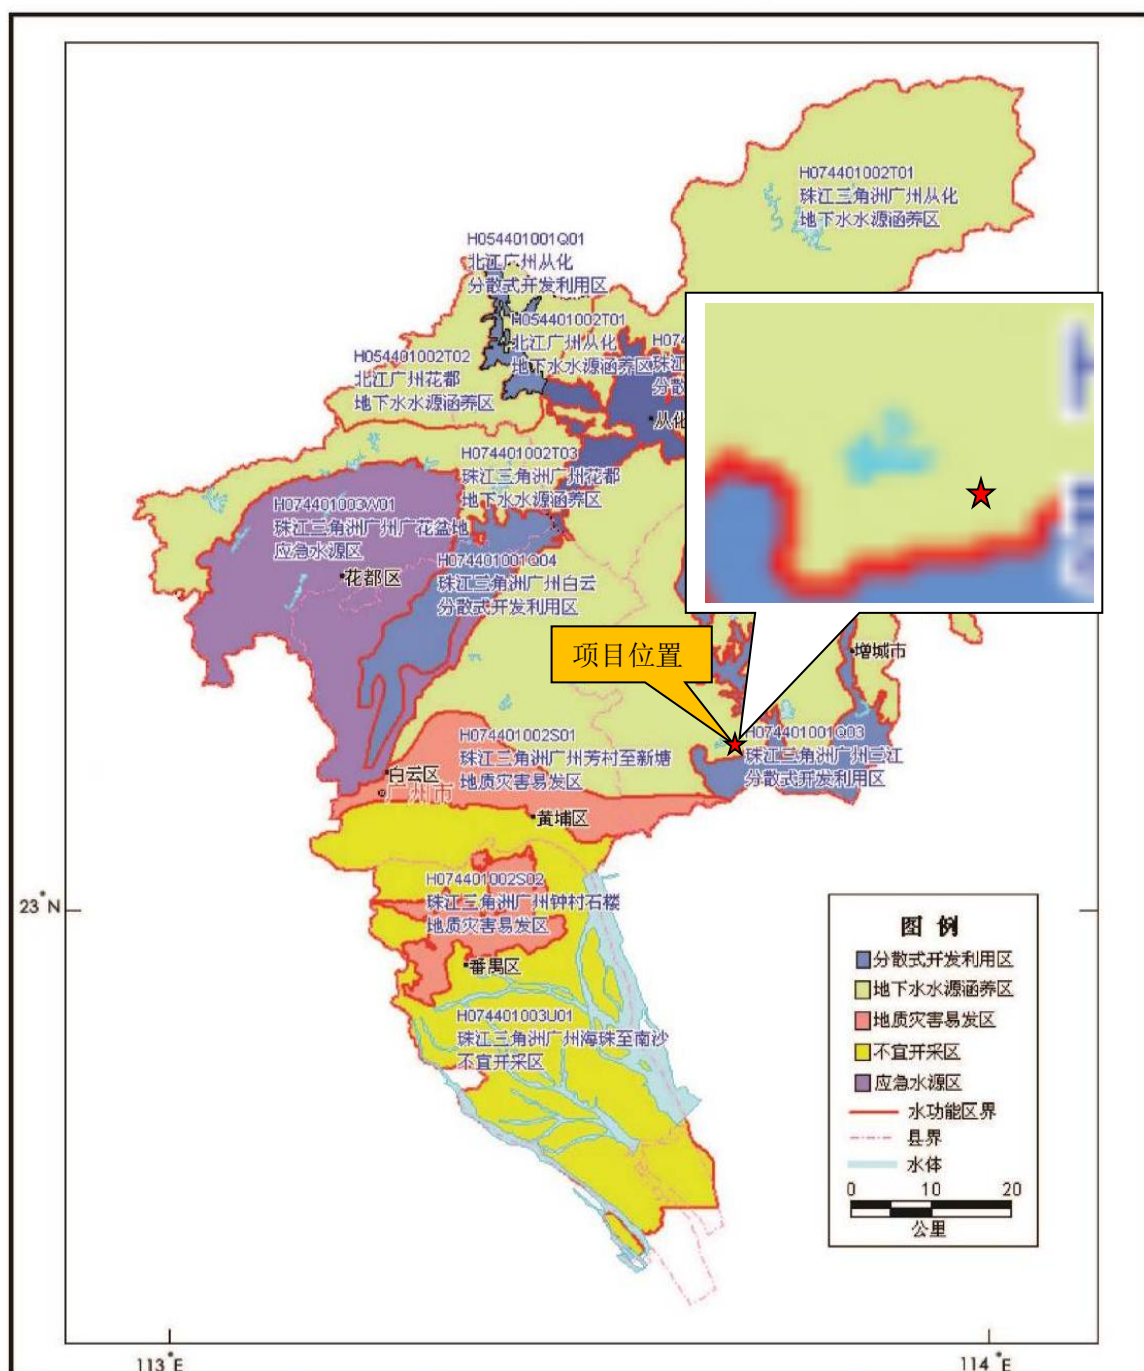 H074401002T01
珠江三角洲广州从化
地下水水源涵养区
H054401001Q01
北江广州从化
分散式开发利用区
H054401002T01
北江广州从化
地下水水源涵养区
H07
珠江
分散
从化
H054401002T02
北江广州花都
地下水水源涵养区
H074401002T03
珠江三角洲广州花都
地下水水源涵养区
H074401003W01
珠江三角洲广州广花盆地
应急水源区
花都区
H074401001Q04
珠江三角洲广州白云
分散式开发利用区
项目位置
增城市
H074401001Q03
珠江三角洲广州三江
分散式开发利用区
H074401002S01
珠江三角洲广州芳村至新塘
地质灾害易发区
白云区
广州市
黄埔区
H074401002S02
珠江三角洲广州钟村石楼
地质灾害易发区
番禺区
H074401003U01
珠江三角洲广州海珠至南沙
不宜开采区
23°N
图 例
分散式开发利用区
地下水水源涵养区
地质灾害易发区
不宜开采区
应急水源区
水功能区界
县界
水体
0 10 20
公里
113°E
114°E